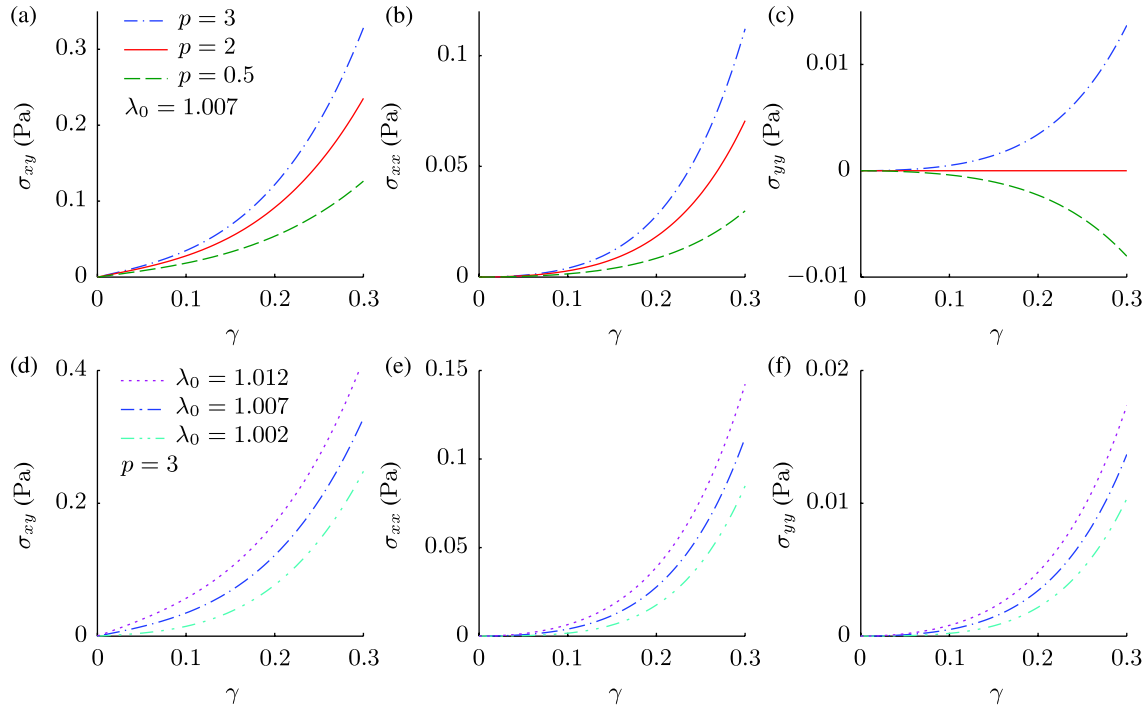 (a)
p = 3
p = 2
p = 0.5
λ₀ = 1.007
σxy (Pa)
0.3
0.2
0.1
0
0 0.1 0.2 0.3
γ
(b)
σxx (Pa)
0.1
0.05
0
0 0.1 0.2 0.3
γ
(c)
σyy (Pa)
0.01
0
−0.01
0 0.1 0.2 0.3
γ
(d)
λ₀ = 1.012
λ₀ = 1.007
λ₀ = 1.002
p = 3
σxy (Pa)
0.4
0.2
0
0 0.1 0.2 0.3
γ
(e)
σxx (Pa)
0.15
0.1
0.05
0
0 0.1 0.2 0.3
γ
(f)
σyy (Pa)
0.02
0.01
0
0 0.1 0.2 0.3
γ